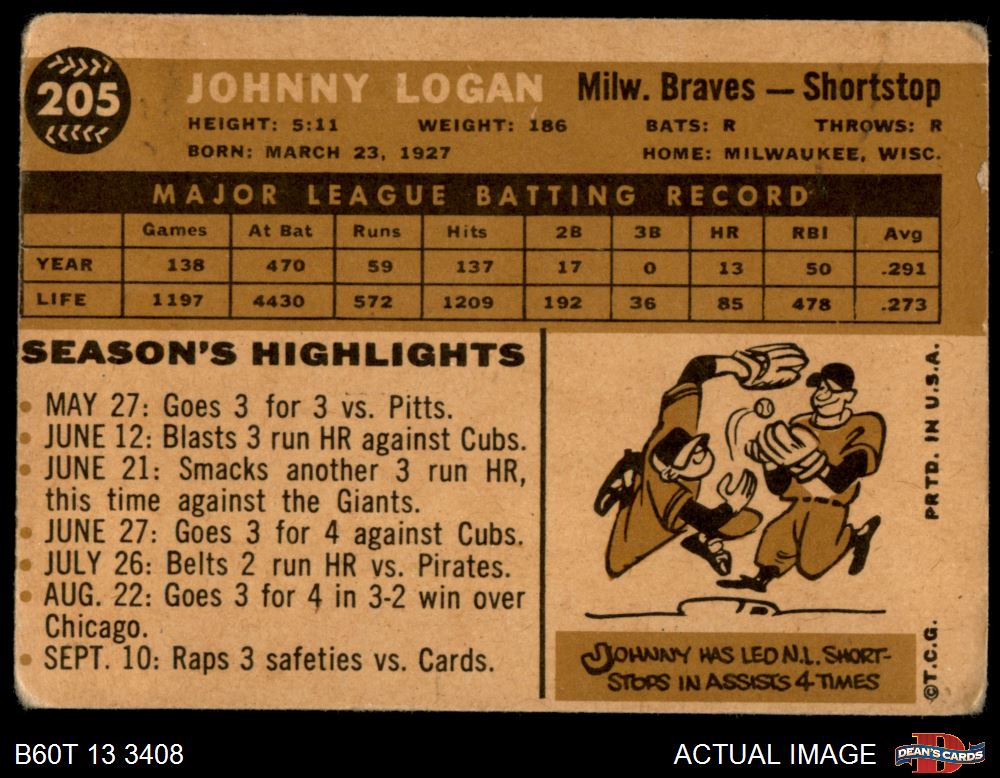 205
JOHNNY LOGAN Milw. Braves — Shortstop
HEIGHT: 5:11 WEIGHT: 186 BATS: R THROWS: R
BORN: MARCH 23, 1927 HOME: MILWAUKEE, WISC.
MAJOR LEAGUE BATTING RECORD
Games At Bat Runs Hits 2B 3B HR RBI Avg
YEAR 138 470 59 137 17 0 13 50 .291
LIFE 1197 4430 572 1209 192 36 85 478 .273
SEASON'S HIGHLIGHTS
• MAY 27: Goes 3 for 3 vs. Pitts.
• JUNE 12: Blasts 3 run HR against Cubs.
• JUNE 21: Smacks another 3 run HR,
this time against the Giants.
• JUNE 27: Goes 3 for 4 against Cubs.
• JULY 26: Belts 2 run HR vs. Pirates.
• AUG. 22: Goes 3 for 4 in 3-2 win over
Chicago.
• SEPT. 10: Raps 3 safeties vs. Cards.
JOHNNY HAS LED N.L. SHORT-
STOPS IN ASSISTS 4 TIMES
©T.C.G. PRTD. IN U.S.A.
B60T 13 3408 ACTUAL IMAGE DEAN'S CARDS